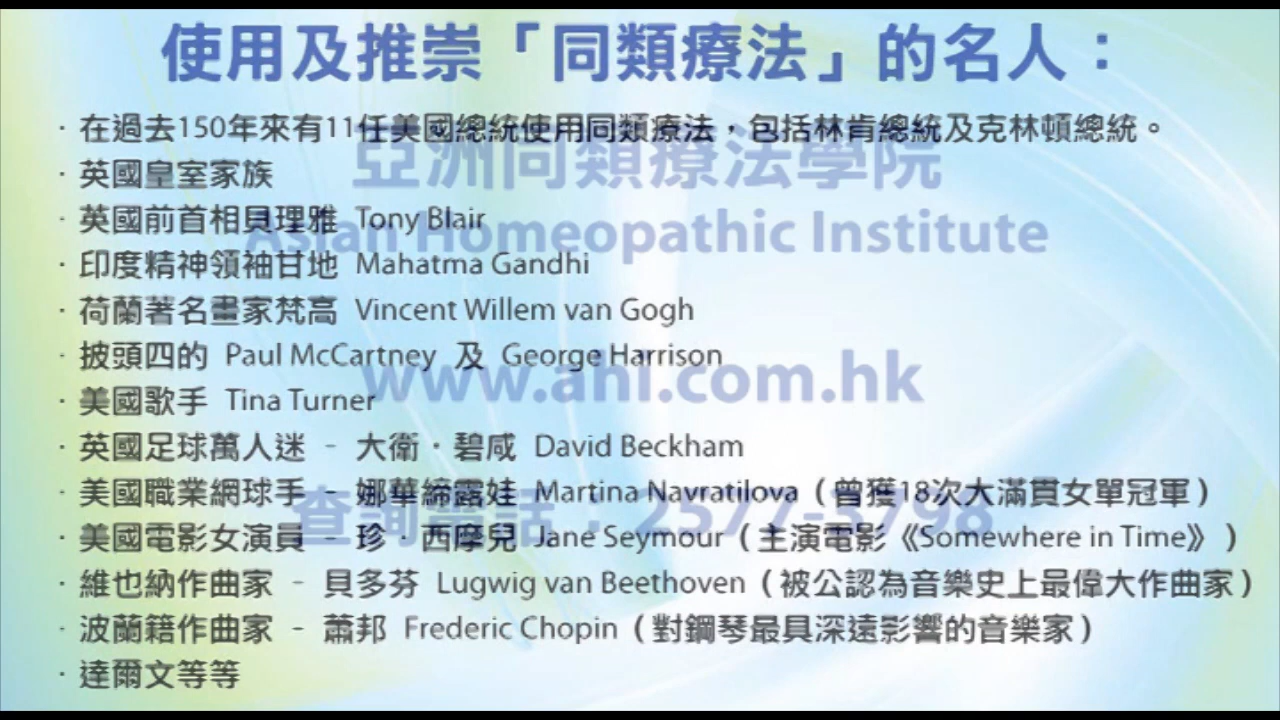 使用及推崇「同類療法」的名人：
· 在過去150年來有11任美國總統使用同類療法，包括林肯總統及克林頓總統。
亞洲同類療法學院
· 英國皇室家族
· 英國前首相貝理雅 Tony Blair
Asian Homeopathic Institute
· 印度精神領袖甘地 Mahatma Gandhi
· 荷蘭著名畫家梵高 Vincent Willem van Gogh
· 披頭四的 Paul McCartney 及 George Harrison
www.ahi.com.hk
· 美國歌手 Tina Turner
· 英國足球萬人迷 - 大衛·碧咸 David Beckham
· 美國職業網球手 - 娜華締露娃 Martina Navratilova（曾獲18次大滿貫女單冠軍）
查詢電話：2577-3798
· 美國電影女演員 - 珍·西摩兒 Jane Seymour（主演電影《Somewhere in Time》）
· 維也納作曲家 - 貝多芬 Lugwig van Beethoven（被公認為音樂史上最偉大作曲家）
· 波蘭籍作曲家 - 蕭邦 Frederic Chopin（對鋼琴最具深遠影響的音樂家）
· 達爾文等等